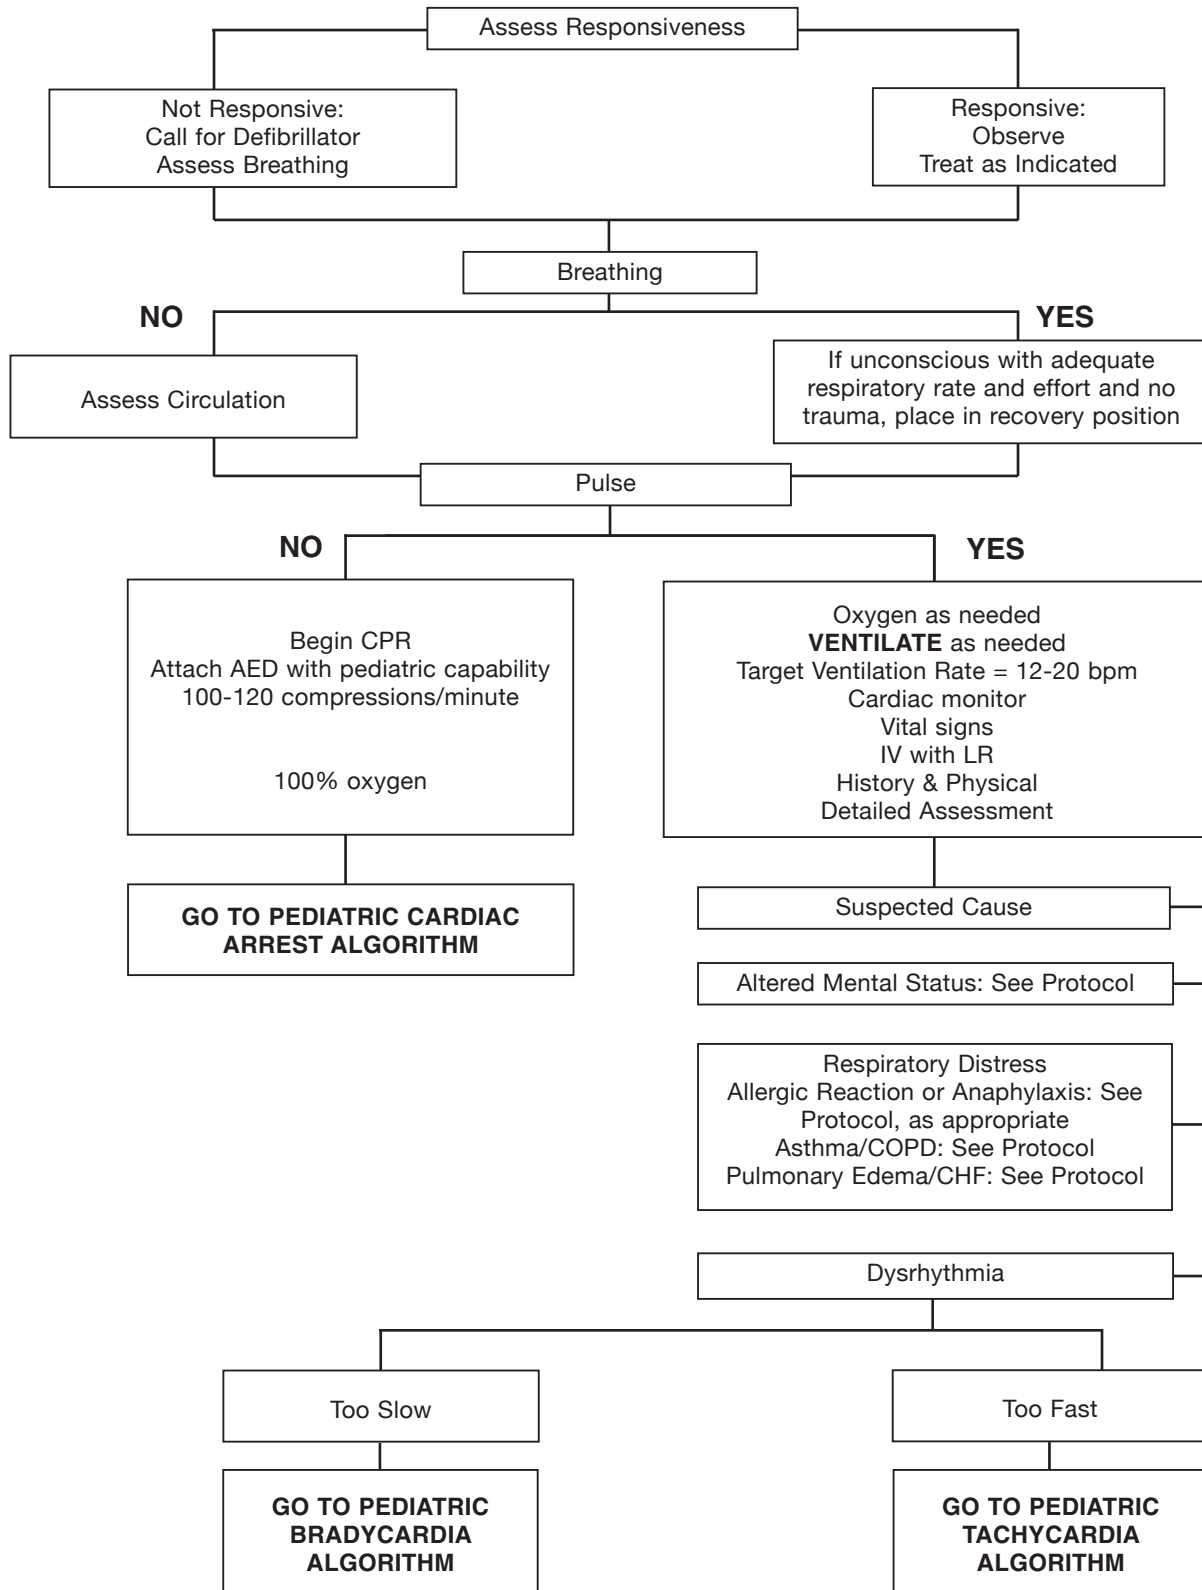 Assess Responsiveness
Not Responsive:
Call for Defibrillator
Assess Breathing
Responsive:
Observe
Treat as Indicated
Breathing
NO
YES
Assess Circulation
If unconscious with adequate
respiratory rate and effort and no
trauma, place in recovery position
Pulse
NO
YES
Begin CPR
Attach AED with pediatric capability
100-120 compressions/minute
100% oxygen
Oxygen as needed
VENTILATE as needed
Target Ventilation Rate = 12-20 bpm
Cardiac monitor
Vital signs
IV with LR
History & Physical
Detailed Assessment
GO TO PEDIATRIC CARDIAC
ARREST ALGORITHM
Suspected Cause
Altered Mental Status: See Protocol
Respiratory Distress
Allergic Reaction or Anaphylaxis: See
Protocol, as appropriate
Asthma/COPD: See Protocol
Pulmonary Edema/CHF: See Protocol
Dysrhythmia
Too Slow
Too Fast
GO TO PEDIATRIC
BRADYCARDIA
ALGORITHM
GO TO PEDIATRIC
TACHYCARDIA
ALGORITHM